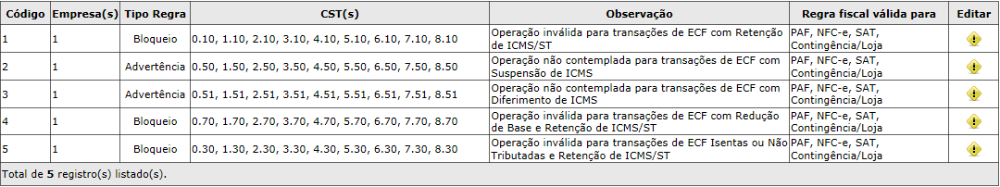 Código Empresa(s) Tipo Regra CST(s) Observação Regra fiscal válida para Editar
1 1 Bloqueio 0.10, 1.10, 2.10, 3.10, 4.10, 5.10, 6.10, 7.10, 8.10 Operação inválida para transações de ECF com Retenção PAF, NFC-e, SAT,
de ICMS/ST Contingência/Loja
2 1 Advertência 0.50, 1.50, 2.50, 3.50, 4.50, 5.50, 6.50, 7.50, 8.50 Operação não contemplada para transações de ECF com PAF, NFC-e, SAT,
Suspensão de ICMS Contingência/Loja
3 1 Advertência 0.51, 1.51, 2.51, 3.51, 4.51, 5.51, 6.51, 7.51, 8.51 Operação não contemplada para transações de ECF com PAF, NFC-e, SAT,
Diferimento de ICMS Contingência/Loja
4 1 Bloqueio 0.70, 1.70, 2.70, 3.70, 4.70, 5.70, 6.70, 7.70, 8.70 Operação inválida para transações de ECF com Redução PAF, NFC-e, SAT,
de Base e Retenção de ICMS/ST Contingência/Loja
5 1 Bloqueio 0.30, 1.30, 2.30, 3.30, 4.30, 5.30, 6.30, 7.30, 8.30 Operação inválida para transações de ECF Isentas ou Não PAF, NFC-e, SAT,
Tributadas e Retenção de ICMS/ST Contingência/Loja
Total de 5 registro(s) listado(s).